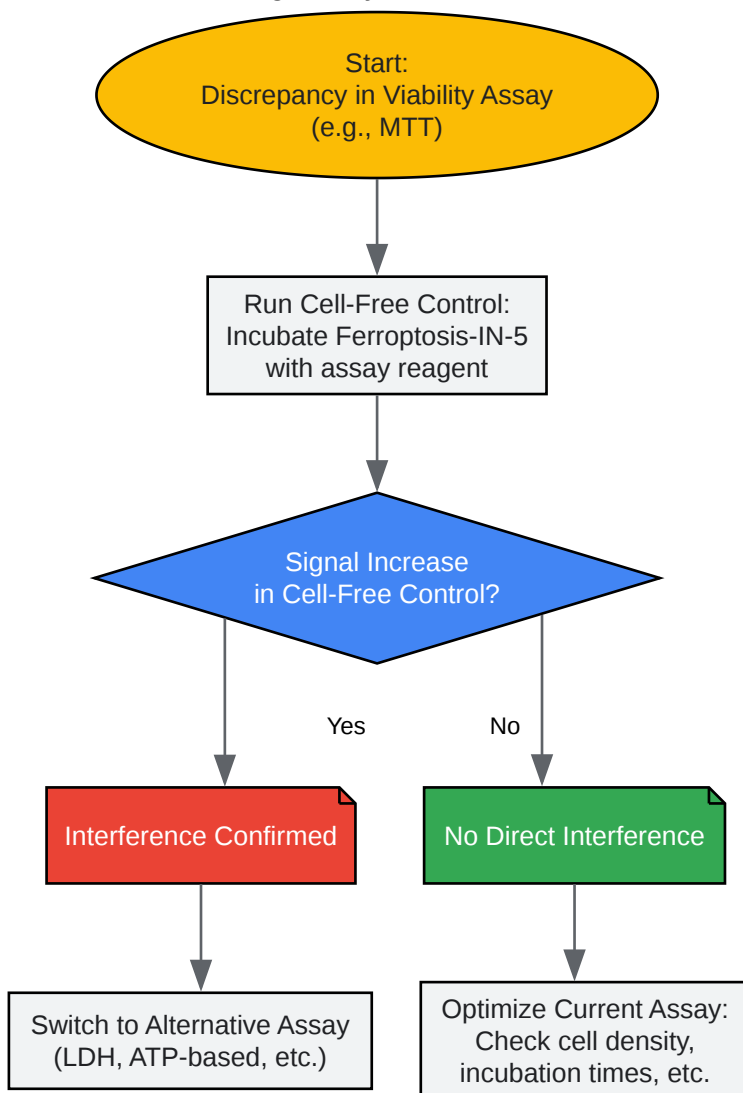 Start:
Discrepancy in Viability Assay
(e.g., MTT)
Run Cell-Free Control:
Incubate Ferroptosis-IN-5
with assay reagent
Signal Increase
in Cell-Free Control?
Yes
No
Interference Confirmed
No Direct Interference
Switch to Alternative Assay
(LDH, ATP-based, etc.)
Optimize Current Assay:
Check cell density,
incubation times, etc.